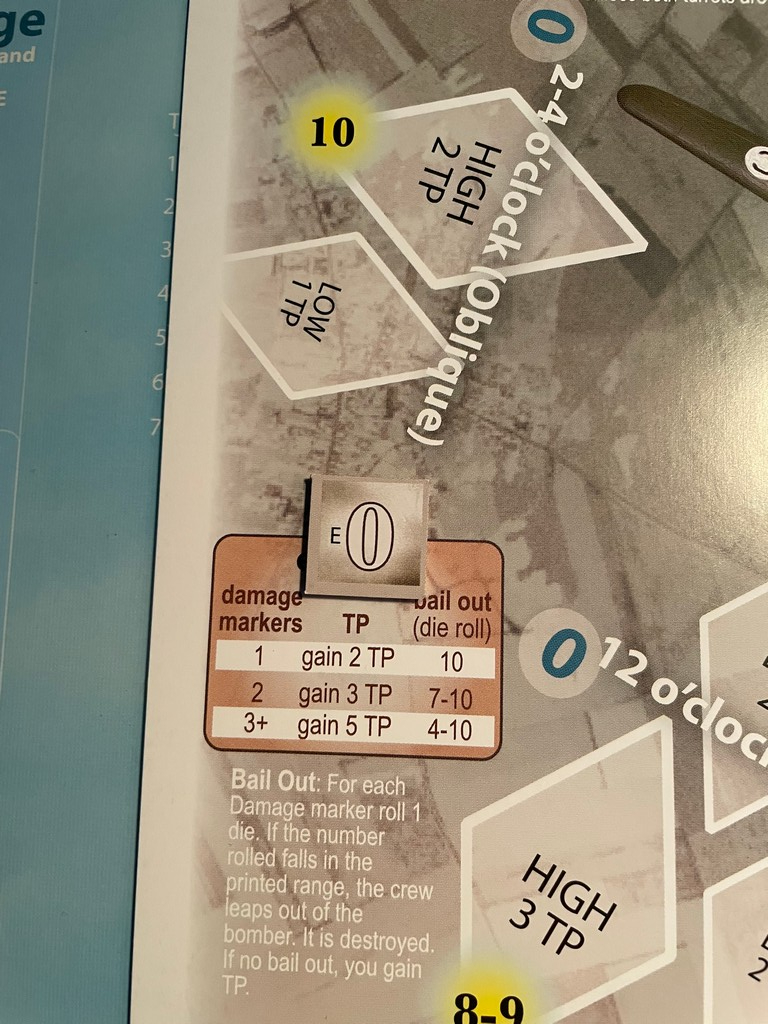 ge
and
1
2
3
4
5
6
7
10
0
2-4 o'clock (Oblique)
HIGH
2 TP
LOW
1 TP
E 0
damage markers TP bail out (die roll)
1 gain 2 TP 10
2 gain 3 TP 7-10
3+ gain 5 TP 4-10
Bail Out: For each
Damage marker roll 1
die. If the number
rolled falls in the
printed range, the crew
leaps out of the
bomber. It is destroyed.
If no bail out, you gain
TP.
0
12 o'clock
HIGH
3 TP
8-9
2